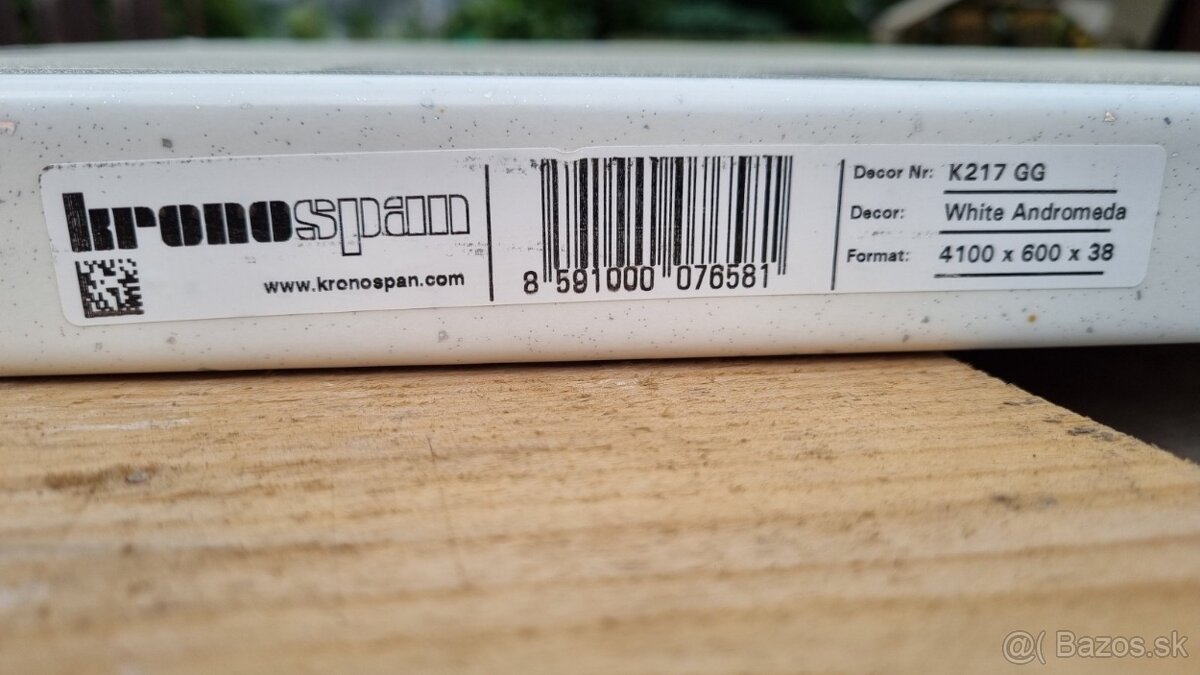 kronospan
www.kronospan.com
8 591000 076581
Decor Nr: K217 GG
Decor: White Andromeda
Format: 4100 x 600 x 38
@( Bazos.sk